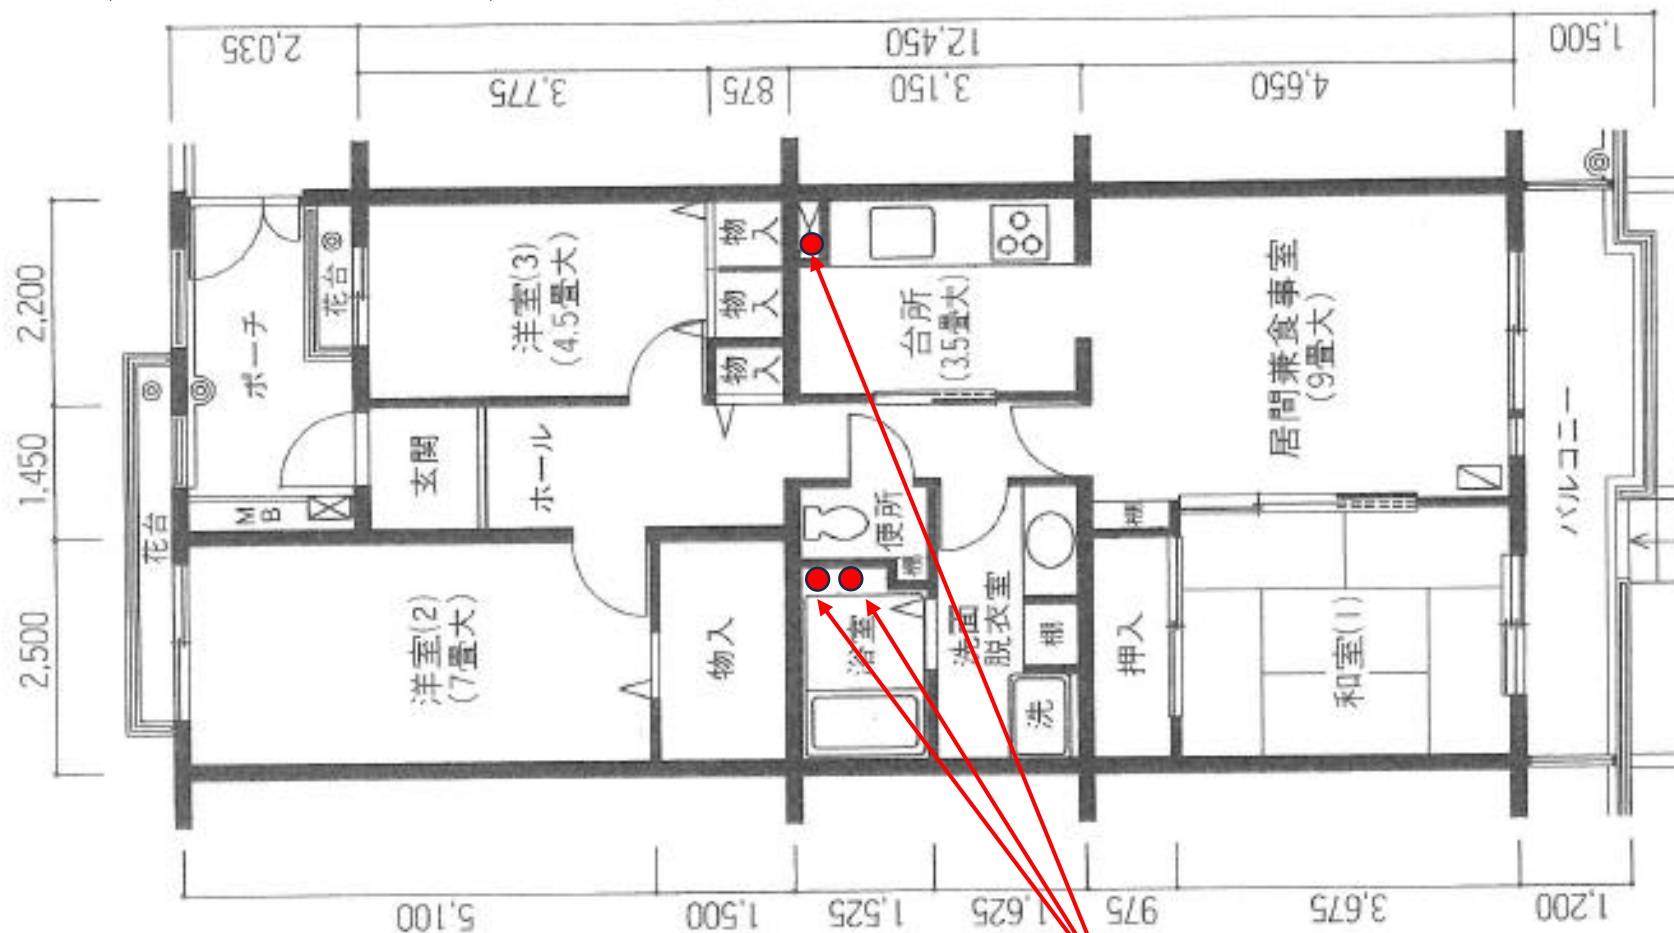 2,035
12,450
1,500
3,775
875
3,150
4,650
2,200
1,450
2,500
ポーチ
花台
花台
MB
玄関
ホール
洋室(3)
(4.5畳大)
物入
物入
物入
台所
(3.5畳大)
居間兼食事室
(9畳大)
バルコニー
洋室(2)
(7畳大)
物入
便所
棚
浴室
洗面
脱衣室
棚
洗
棚
押入
和室(1)
5,100
1,500
1,525
1,625
975
3,675
1,200